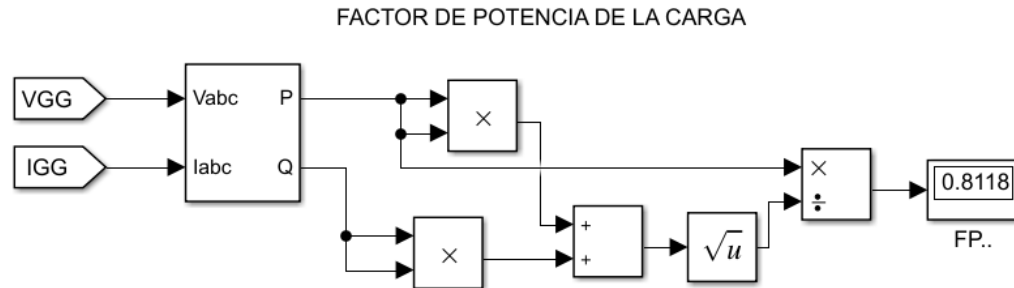 FACTOR DE POTENCIA DE LA CARGA
VGG
IGG
Vabc
P
Iabc
Q
×
×
+
+
√u
×
÷
0.8118
FP..